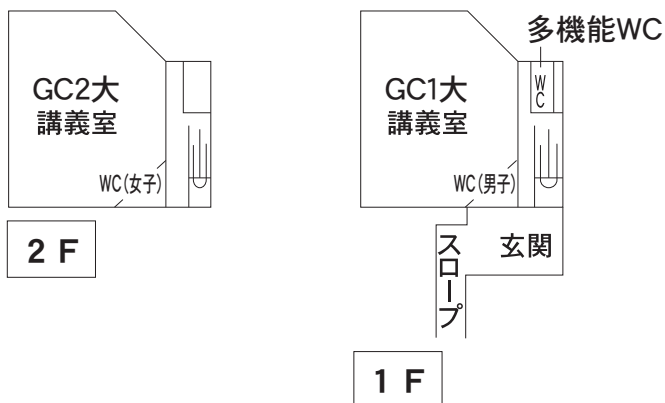 GC2大
講義室
WC(女子)
2 F
多機能WC
WC
GC1大
講義室
WC(男子)
スロープ
玄関
1 F